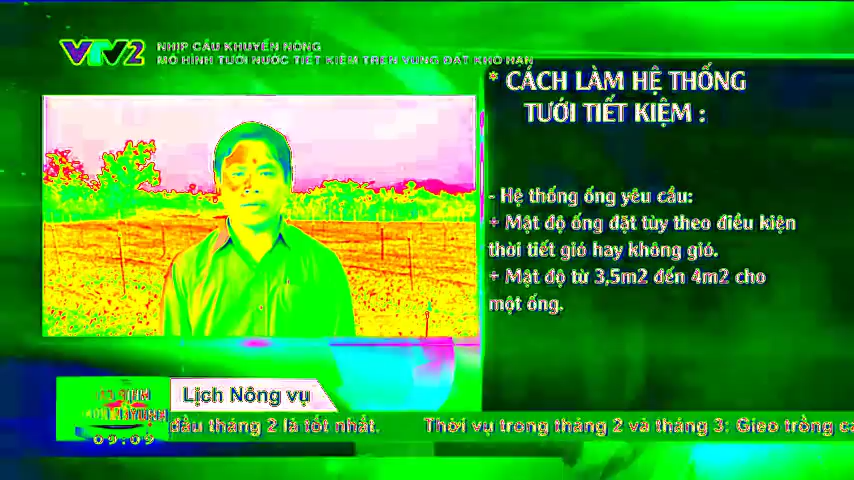 VTV2
NHỊP CẦU KHUYẾN NÔNG
MÔ HÌNH TƯỚI NƯỚC TIẾT KIỆM TRÊN VÙNG ĐẤT KHÔ HẠN
* CÁCH LÀM HỆ THỐNG
TƯỚI TIẾT KIỆM :
- Hệ thống ống yêu cầu:
+ Mật độ ống đặt tùy theo điều kiện
thời tiết gió hay không gió.
+ Mật độ từ 3,5m2 đến 4m2 cho
một ống.
Lịch Nông vụ
đầu tháng 2 là tốt nhất. Thời vụ trong tháng 2 và tháng 3: Gieo trồng
09:09